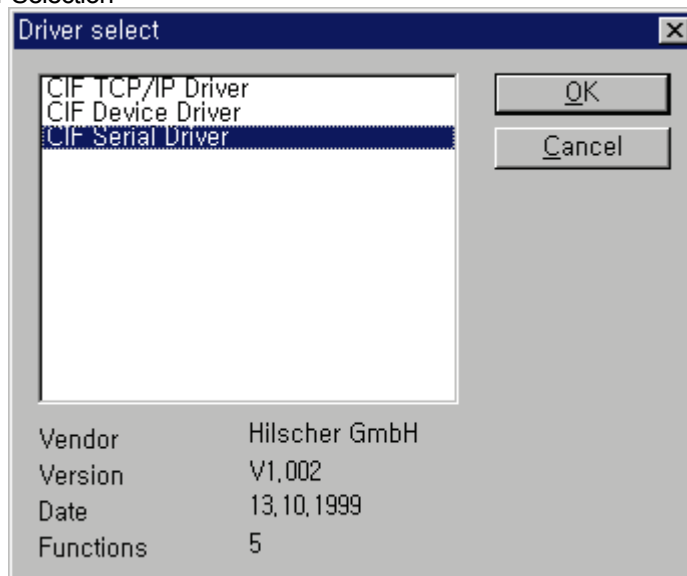 Selection
Driver select
CIF TCP/IP Driver
CIF Device Driver
CIF Serial Driver
OK
Cancel
Vendor Hilscher GmbH
Version V1,002
Date 13,10,1999
Functions 5